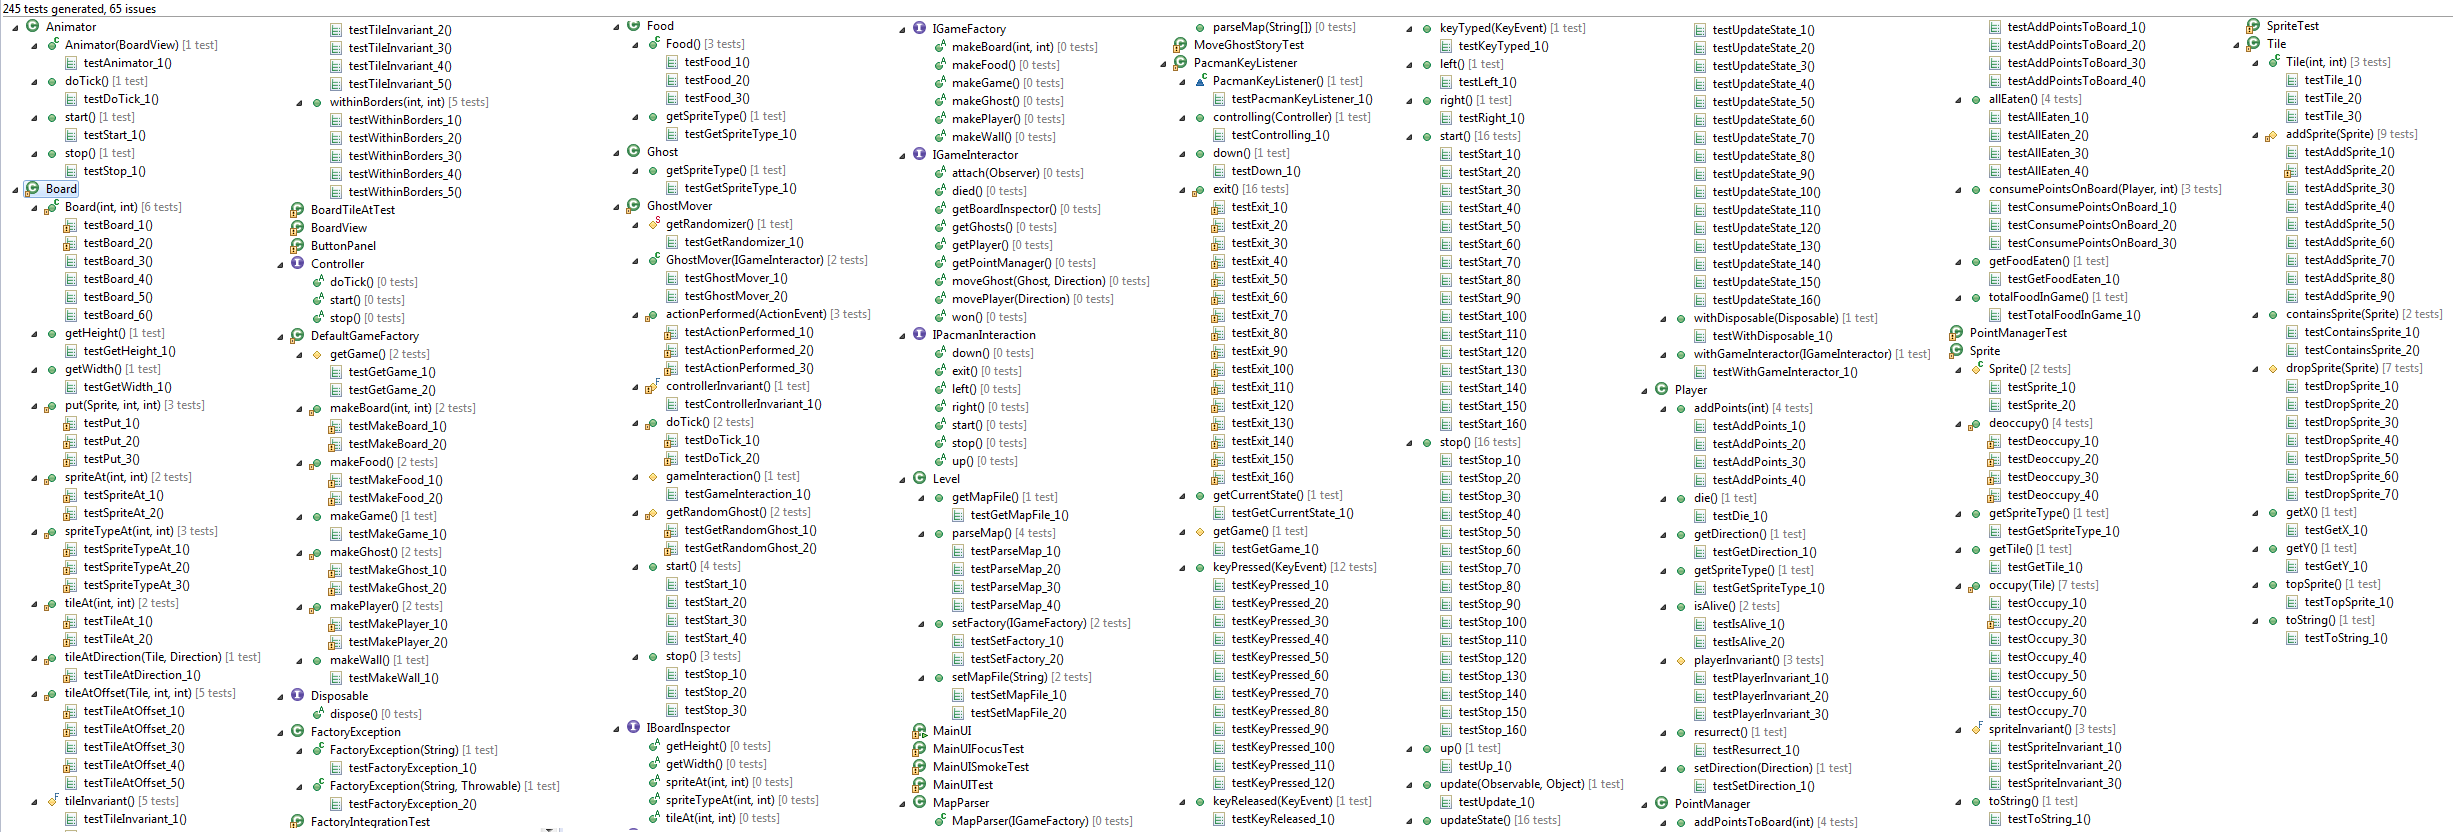 245 tests generated, 65 issues
Animator
Animator(BoardView) [1 test]
testAnimator_1()
doTick() [1 test]
testDoTick_1()
start() [1 test]
testStart_1()
stop() [1 test]
testStop_1()
Board
Board(int, int) [6 tests]
testBoard_1()
testBoard_2()
testBoard_3()
testBoard_4()
testBoard_5()
testBoard_6()
getHeight() [1 test]
testGetHeight_1()
getWidth() [1 test]
testGetWidth_1()
put(Sprite, int, int) [3 tests]
testPut_1()
testPut_2()
testPut_3()
spriteAt(int, int) [2 tests]
testSpriteAt_1()
testSpriteAt_2()
spriteTypeAt(int, int) [3 tests]
testSpriteTypeAt_1()
testSpriteTypeAt_2()
testSpriteTypeAt_3()
tileAt(int, int) [2 tests]
testTileAt_1()
testTileAt_2()
tileAtDirection(Tile, Direction) [1 test]
testTileAtDirection_1()
tileAtOffset(Tile, int, int) [5 tests]
testTileAtOffset_1()
testTileAtOffset_2()
testTileAtOffset_3()
testTileAtOffset_4()
testTileAtOffset_5()
tileInvariant() [5 tests]
testTileInvariant_1()
testTileInvariant_2()
testTileInvariant_3()
testTileInvariant_4()
testTileInvariant_5()
withinBorders(int, int) [5 tests]
testWithinBorders_1()
testWithinBorders_2()
testWithinBorders_3()
testWithinBorders_4()
testWithinBorders_5()
BoardTileAtTest
BoardView
ButtonPanel
Controller
doTick() [0 tests]
start() [0 tests]
stop() [0 tests]
DefaultGameFactory
getGame() [2 tests]
testGetGame_1()
testGetGame_2()
makeBoard(int, int) [2 tests]
testMakeBoard_1()
testMakeBoard_2()
makeFood() [2 tests]
testMakeFood_1()
testMakeFood_2()
makeGame() [1 test]
testMakeGame_1()
makeGhost() [2 tests]
testMakeGhost_1()
testMakeGhost_2()
makePlayer() [2 tests]
testMakePlayer_1()
testMakePlayer_2()
makeWall() [1 test]
testMakeWall_1()
Disposable
dispose() [0 tests]
FactoryException
FactoryException(String) [1 test]
testFactoryException_1()
FactoryException(String, Throwable) [1 test]
testFactoryException_2()
FactoryIntegrationTest
Food
Food() [3 tests]
testFood_1()
testFood_2()
testFood_3()
getSpriteType() [1 test]
testGetSpriteType_1()
Ghost
getSpriteType() [1 test]
testGetSpriteType_1()
GhostMover
getRandomizer() [1 test]
testGetRandomizer_1()
GhostMover(IGameInteractor) [2 tests]
testGhostMover_1()
testGhostMover_2()
actionPerformed(ActionEvent) [3 tests]
testActionPerformed_1()
testActionPerformed_2()
testActionPerformed_3()
controllerInvariant() [1 test]
testControllerInvariant_1()
doTick() [2 tests]
testDoTick_1()
testDoTick_2()
gameInteraction() [1 test]
testGameInteraction_1()
getRandomGhost() [2 tests]
testGetRandomGhost_1()
testGetRandomGhost_2()
start() [4 tests]
testStart_1()
testStart_2()
testStart_3()
testStart_4()
stop() [3 tests]
testStop_1()
testStop_2()
testStop_3()
IBoardInspector
getHeight() [0 tests]
getWidth() [0 tests]
spriteAt(int, int) [0 tests]
spriteTypeAt(int, int) [0 tests]
tileAt(int, int) [0 tests]
IGameFactory
makeBoard(int, int) [0 tests]
makeFood() [0 tests]
makeGame() [0 tests]
makeGhost() [0 tests]
makePlayer() [0 tests]
makeWall() [0 tests]
IGameInteractor
attach(Observer) [0 tests]
died() [0 tests]
getBoardInspector() [0 tests]
getGhosts() [0 tests]
getPlayer() [0 tests]
getPointManager() [0 tests]
moveGhost(Ghost, Direction) [0 tests]
movePlayer(Direction) [0 tests]
won() [0 tests]
IPacmanInteraction
down() [0 tests]
exit() [0 tests]
left() [0 tests]
right() [0 tests]
start() [0 tests]
stop() [0 tests]
up() [0 tests]
Level
getMapFile() [1 test]
testGetMapFile_1()
parseMap() [4 tests]
testParseMap_1()
testParseMap_2()
testParseMap_3()
testParseMap_4()
setFactory(IGameFactory) [2 tests]
testSetFactory_1()
testSetFactory_2()
setMapFile(String) [2 tests]
testSetMapFile_1()
testSetMapFile_2()
MainUI
MainUIFocusTest
MainUISmokeTest
MainUITest
MapParser
MapParser(IGameFactory) [0 tests]
parseMap(String[]) [0 tests]
MoveGhostStoryTest
PacmanKeyListener
PacmanKeyListener() [1 test]
testPacmanKeyListener_1()
controlling(Controller) [1 test]
testControlling_1()
down() [1 test]
testDown_1()
exit() [16 tests]
testExit_1()
testExit_2()
testExit_3()
testExit_4()
testExit_5()
testExit_6()
testExit_7()
testExit_8()
testExit_9()
testExit_10()
testExit_11()
testExit_12()
testExit_13()
testExit_14()
testExit_15()
testExit_16()
getCurrentState() [1 test]
testGetCurrentState_1()
getGame() [1 test]
testGetGame_1()
keyPressed(KeyEvent) [12 tests]
testKeyPressed_1()
testKeyPressed_2()
testKeyPressed_3()
testKeyPressed_4()
testKeyPressed_5()
testKeyPressed_6()
testKeyPressed_7()
testKeyPressed_8()
testKeyPressed_9()
testKeyPressed_10()
testKeyPressed_11()
testKeyPressed_12()
keyReleased(KeyEvent) [1 test]
testKeyReleased_1()
keyTyped(KeyEvent) [1 test]
testKeyTyped_1()
left() [1 test]
testLeft_1()
right() [1 test]
testRight_1()
start() [16 tests]
testStart_1()
testStart_2()
testStart_3()
testStart_4()
testStart_5()
testStart_6()
testStart_7()
testStart_8()
testStart_9()
testStart_10()
testStart_11()
testStart_12()
testStart_13()
testStart_14()
testStart_15()
testStart_16()
stop() [16 tests]
testStop_1()
testStop_2()
testStop_3()
testStop_4()
testStop_5()
testStop_6()
testStop_7()
testStop_8()
testStop_9()
testStop_10()
testStop_11()
testStop_12()
testStop_13()
testStop_14()
testStop_15()
testStop_16()
up() [1 test]
testUp_1()
update(Observable, Object) [1 test]
testUpdate_1()
updateState() [16 tests]
testUpdateState_1()
testUpdateState_2()
testUpdateState_3()
testUpdateState_4()
testUpdateState_5()
testUpdateState_6()
testUpdateState_7()
testUpdateState_8()
testUpdateState_9()
testUpdateState_10()
testUpdateState_11()
testUpdateState_12()
testUpdateState_13()
testUpdateState_14()
testUpdateState_15()
testUpdateState_16()
withDisposable(Disposable) [1 test]
testWithDisposable_1()
withGameInteractor(IGameInteractor) [1 test]
testWithGameInteractor_1()
Player
addPoints(int) [4 tests]
testAddPoints_1()
testAddPoints_2()
testAddPoints_3()
testAddPoints_4()
die() [1 test]
testDie_1()
getDirection() [1 test]
testGetDirection_1()
getSpriteType() [1 test]
testGetSpriteType_1()
isAlive() [2 tests]
testIsAlive_1()
testIsAlive_2()
playerInvariant() [3 tests]
testPlayerInvariant_1()
testPlayerInvariant_2()
testPlayerInvariant_3()
resurrect() [1 test]
testResurrect_1()
setDirection(Direction) [1 test]
testSetDirection_1()
PointManager
addPointsToBoard(int) [4 tests]
testAddPointsToBoard_1()
testAddPointsToBoard_2()
testAddPointsToBoard_3()
testAddPointsToBoard_4()
allEaten() [4 tests]
testAllEaten_1()
testAllEaten_2()
testAllEaten_3()
testAllEaten_4()
consumePointsOnBoard(Player, int) [3 tests]
testConsumePointsOnBoard_1()
testConsumePointsOnBoard_2()
testConsumePointsOnBoard_3()
getFoodEaten() [1 test]
testGetFoodEaten_1()
totalFoodInGame() [1 test]
testTotalFoodInGame_1()
PointManagerTest
Sprite
Sprite() [2 tests]
testSprite_1()
testSprite_2()
deoccupy() [4 tests]
testDeoccupy_1()
testDeoccupy_2()
testDeoccupy_3()
testDeoccupy_4()
getSpriteType() [1 test]
testGetSpriteType_1()
getTile() [1 test]
testGetTile_1()
occupy(Tile) [7 tests]
testOccupy_1()
testOccupy_2()
testOccupy_3()
testOccupy_4()
testOccupy_5()
testOccupy_6()
testOccupy_7()
spriteInvariant() [3 tests]
testSpriteInvariant_1()
testSpriteInvariant_2()
testSpriteInvariant_3()
toString() [1 test]
testToString_1()
SpriteTest
Tile
Tile(int, int) [3 tests]
testTile_1()
testTile_2()
testTile_3()
addSprite(Sprite) [9 tests]
testAddSprite_1()
testAddSprite_2()
testAddSprite_3()
testAddSprite_4()
testAddSprite_5()
testAddSprite_6()
testAddSprite_7()
testAddSprite_8()
testAddSprite_9()
containsSprite(Sprite) [2 tests]
testContainsSprite_1()
testContainsSprite_2()
dropSprite(Sprite) [7 tests]
testDropSprite_1()
testDropSprite_2()
testDropSprite_3()
testDropSprite_4()
testDropSprite_5()
testDropSprite_6()
testDropSprite_7()
getX() [1 test]
testGetX_1()
getY() [1 test]
testGetY_1()
topSprite() [1 test]
testTopSprite_1()
toString() [1 test]
testToString_1()